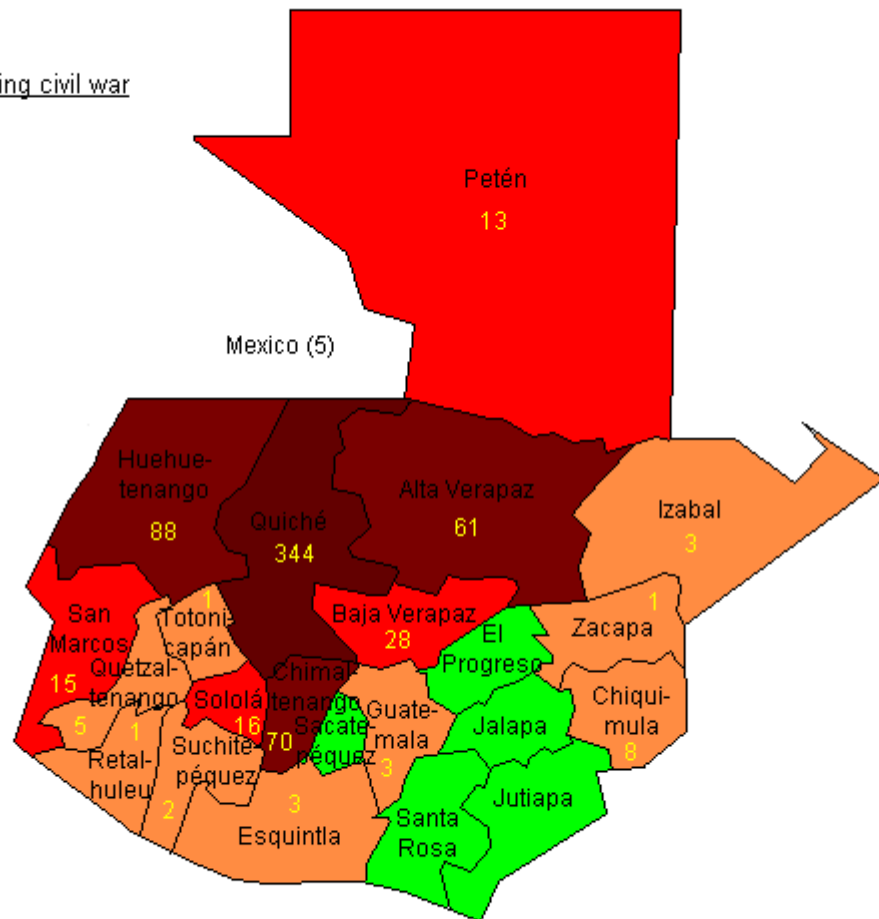 ing civil war
Petén
13
Mexico (5)
Huehue-
tenango
88
Quiché
344
Alta Verapaz
61
Izabal
3
San
Marcos
15
1
Totoni-
capán
Quetzal-
tenango
5
Baja Verapaz
28
El
Progreso
1
Zacapa
Chimal
tenango
70
Sololá
16
Sacate-
péquez
Guate-
mala
3
Jalapa
Chiqui-
mula
8
1
Retal-
huleu
Suchite-
péquez
2
3
Esquintla
Santa
Rosa
Jutiapa